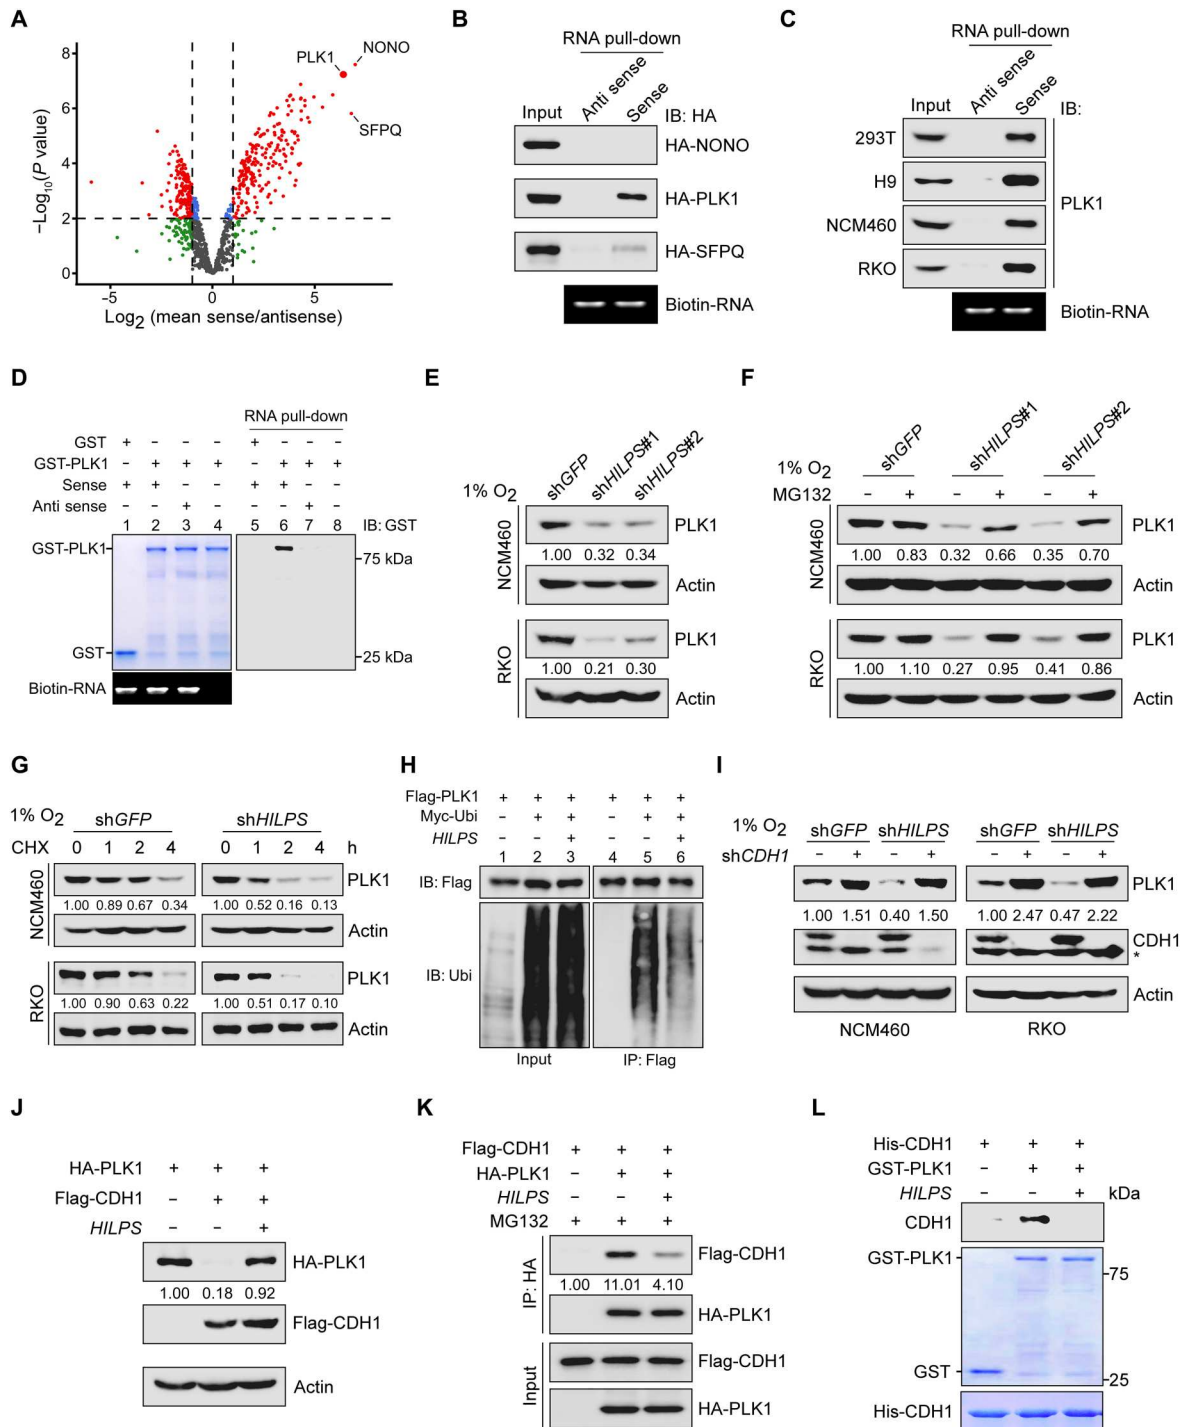 A
PLK1
NONO
SFPQ
8
6
4
2
0
−Log10(P value)
−5 0 5
Log2 (mean sense/antisense)
B
RNA pull-down
Input Anti sense Sense IB: HA
HA-NONO
HA-PLK1
HA-SFPQ
Biotin-RNA
C
RNA pull-down
Input Anti sense Sense IB:
293T
H9
NCM460
RKO
PLK1
Biotin-RNA
D
RNA pull-down
GST + − − − + − − −
GST-PLK1 − + + + − + + +
Sense + + − − + + − −
Anti sense − − + − − − + −
1 2 3 4 5 6 7 8 IB: GST
GST-PLK1
75 kDa
GST
25 kDa
Biotin-RNA
E
1% O2 shGFP shHILPS#1 shHILPS#2
NCM460
PLK1
1.00 0.32 0.34
Actin
RKO
PLK1
1.00 0.21 0.30
Actin
F
1% O2 shGFP shHILPS#1 shHILPS#2
MG132 − + − + − +
NCM460
PLK1
1.00 0.83 0.32 0.66 0.35 0.70
Actin
RKO
PLK1
1.00 1.10 0.27 0.95 0.41 0.86
Actin
G
1% O2 shGFP shHILPS
CHX 0 1 2 4 0 1 2 4 h
NCM460
PLK1
1.00 0.89 0.67 0.34 1.00 0.52 0.16 0.13
Actin
RKO
PLK1
1.00 0.90 0.63 0.22 1.00 0.51 0.17 0.10
Actin
H
Flag-PLK1 + + + + + +
Myc-Ubi − + + − + +
HILPS − − + − − +
1 2 3 4 5 6
IB: Flag
IB: Ubi
Input IP: Flag
I
1% O2 shGFP shHILPS shGFP shHILPS
shCDH1 − + − + − + − +
PLK1
1.00 1.51 0.40 1.50 1.00 2.47 0.47 2.22
CDH1
*
Actin
NCM460 RKO
J
HA-PLK1 + + +
Flag-CDH1 − + +
HILPS − − +
HA-PLK1
1.00 0.18 0.92
Flag-CDH1
Actin
K
Flag-CDH1 + + +
HA-PLK1 − + +
HILPS − − +
MG132 + + +
IP: HA
Flag-CDH1
1.00 11.01 4.10
HA-PLK1
Input
Flag-CDH1
HA-PLK1
L
His-CDH1 + + +
GST-PLK1 − + +
HILPS − − + kDa
CDH1
GST-PLK1
75
GST
25
His-CDH1